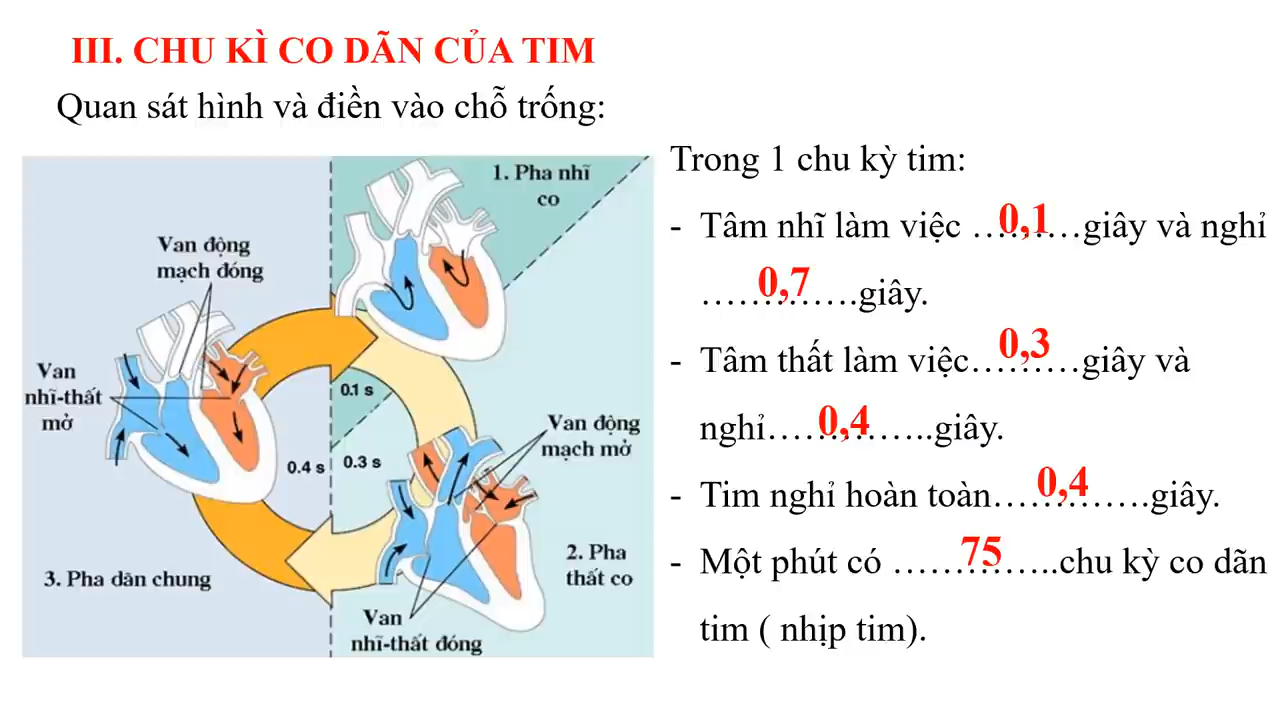 III. CHU KÌ CO DÃN CỦA TIM
Quan sát hình và điền vào chỗ trống:
1. Pha nhĩ
co
Van động
mạch đóng
Van
nhĩ-thất
mở
0.1 s
0.4 s
0.3 s
Van động
mạch mở
2. Pha
thất co
3. Pha dãn chung
Van
nhĩ-thất đóng
Trong 1 chu kỳ tim:
- Tâm nhĩ làm việc ...0,1...giây và nghỉ
...0,7...giây.
- Tâm thất làm việc...0,3...giây và
nghỉ...0,4...giây.
- Tim nghỉ hoàn toàn...0,4...giây.
- Một phút có ...75...chu kỳ co dãn
tim ( nhịp tim).